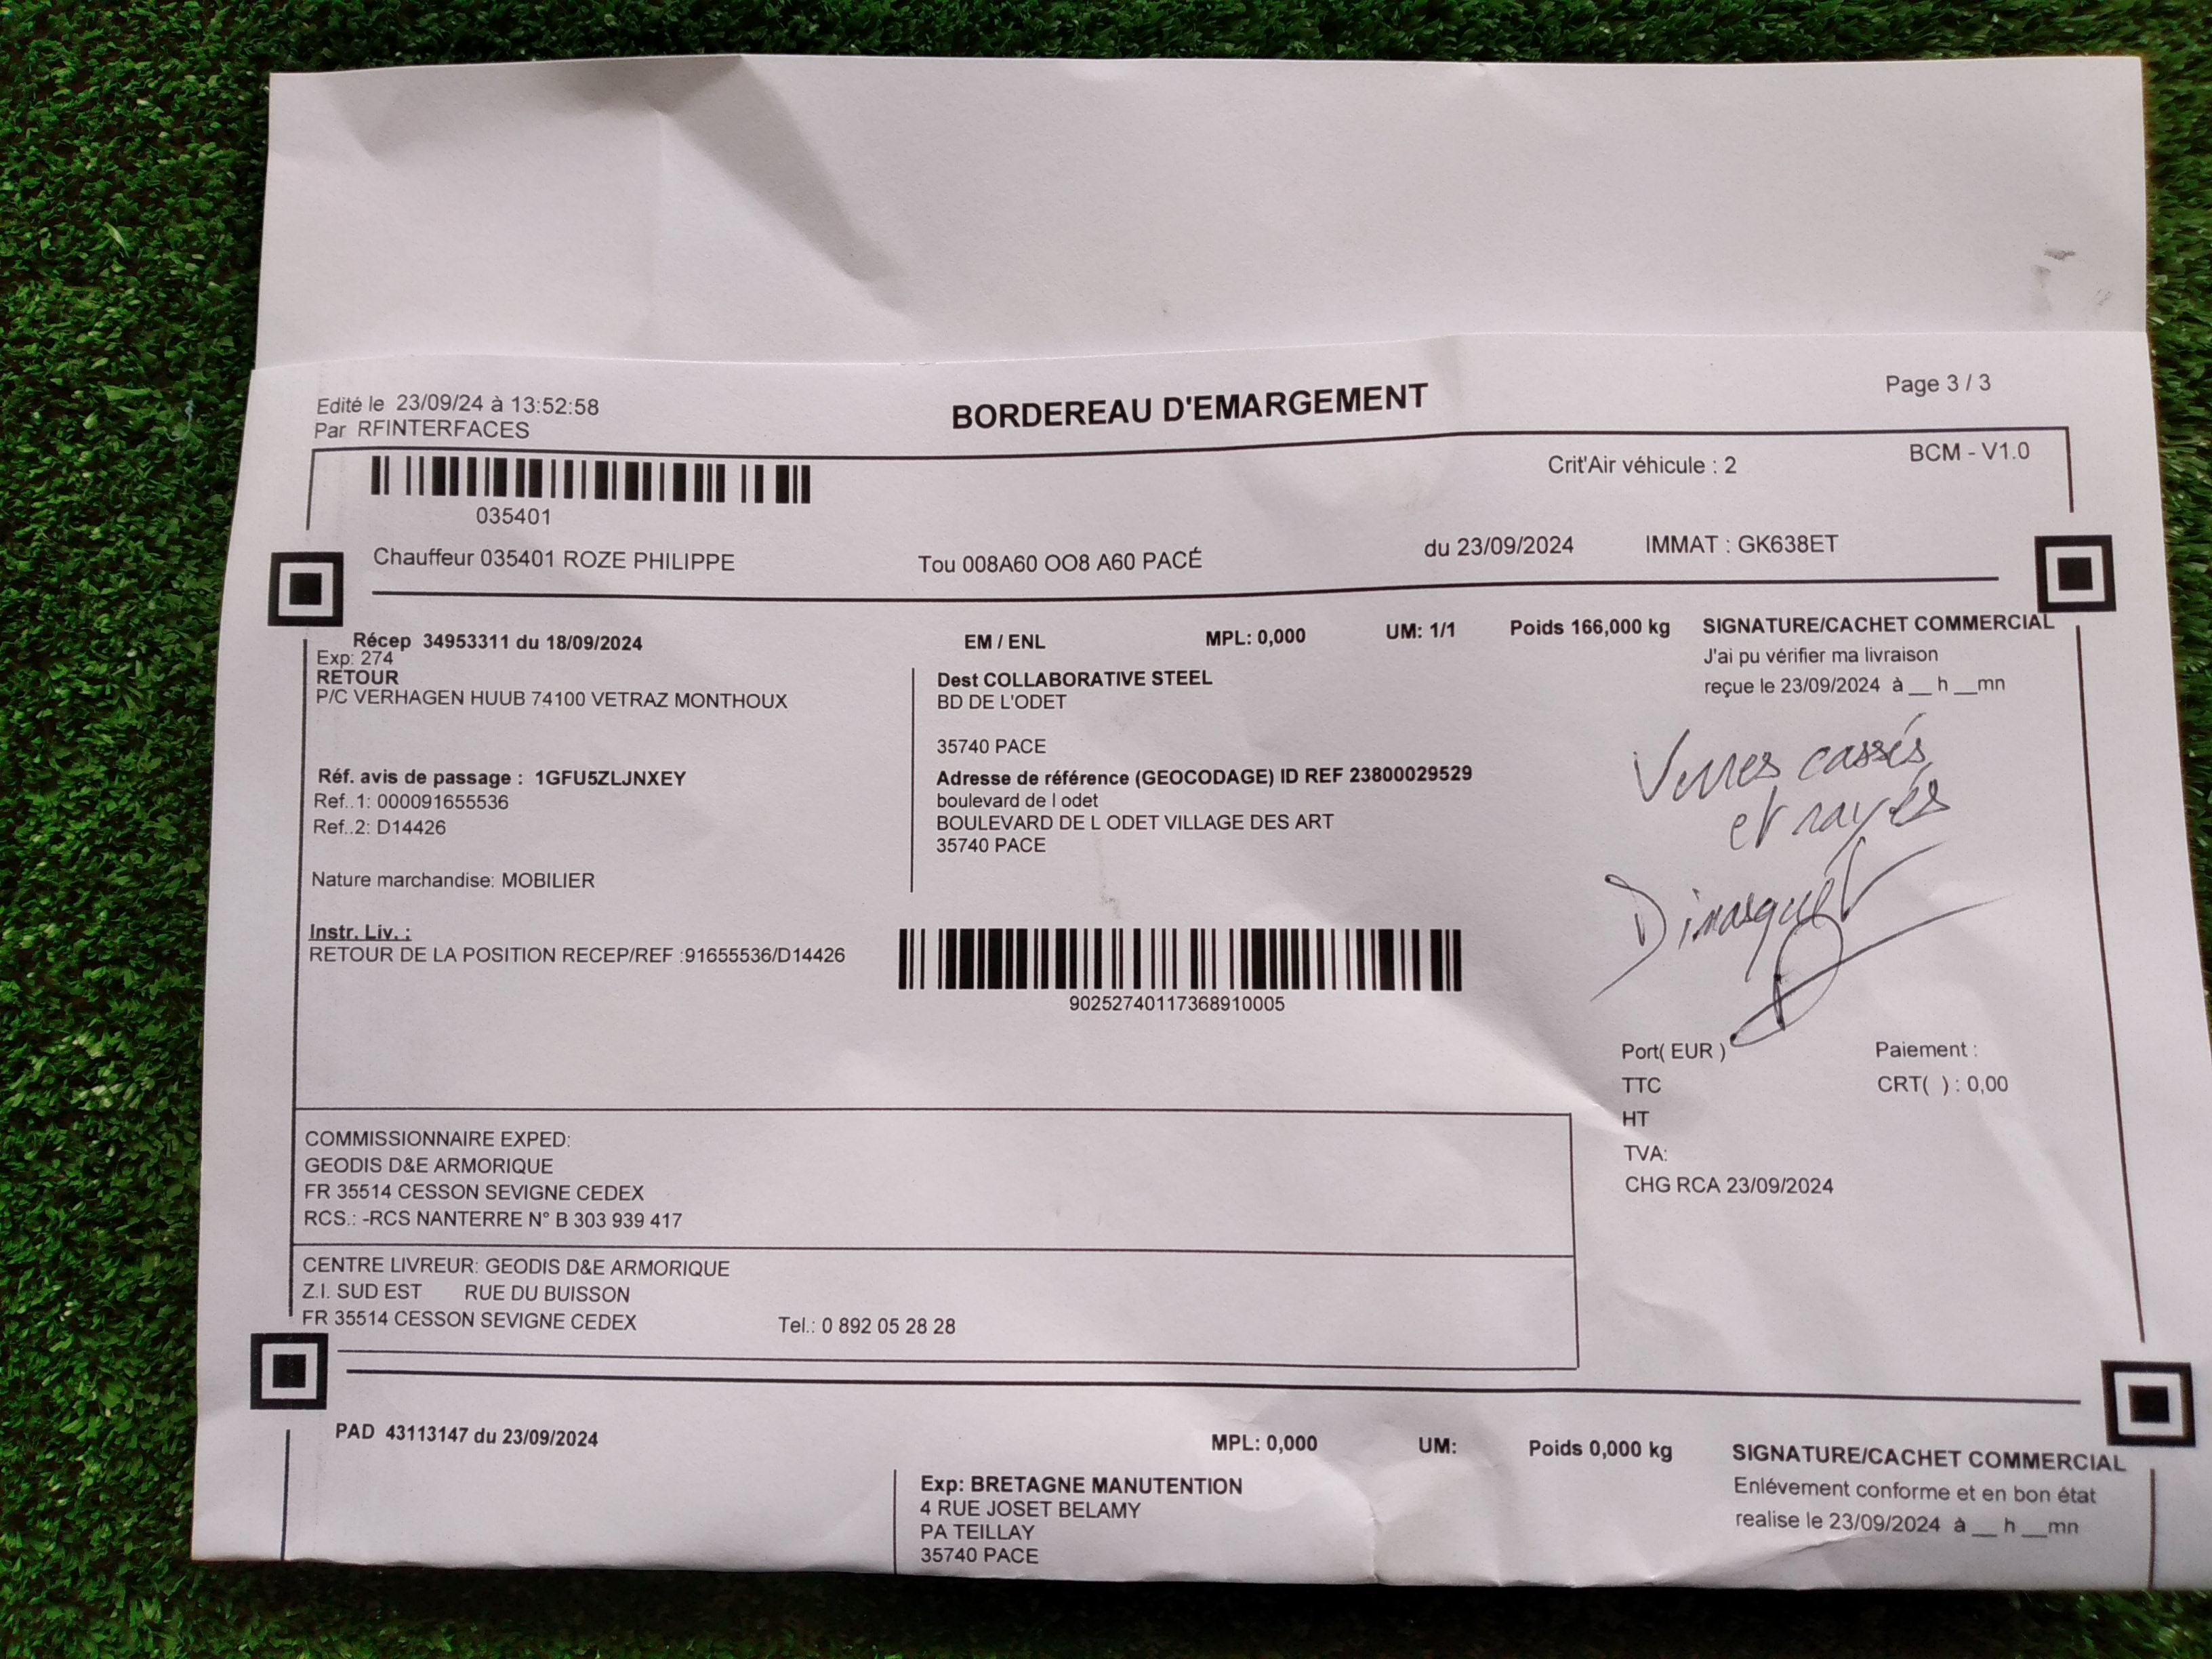 Edité le 23/09/24 à 13:52:58
Par RFINTERFACES
BORDEREAU D'EMARGEMENT
Page 3 / 3
BCM - V1.0
Crit'Air véhicule : 2
035401
Chauffeur 035401 ROZE PHILIPPE
Tou 008A60 OO8 A60 PACÉ
du 23/09/2024
IMMAT : GK638ET
Récep 34953311 du 18/09/2024
EM / ENL
MPL: 0,000
UM: 1/1
Poids 166,000 kg
SIGNATURE/CACHET COMMERCIAL
J'ai pu vérifier ma livraison
reçue le 23/09/2024 à __ h __mn
Exp: 274
RETOUR
P/C VERHAGEN HUUB 74100 VETRAZ MONTHOUX
Réf. avis de passage : 1GFU5ZLJNXEY
Ref..1: 000091655536
Ref..2: D14426
Nature marchandise: MOBILIER
Instr. Liv. :
RETOUR DE LA POSITION RECEP/REF :91655536/D14426
Dest COLLABORATIVE STEEL
BD DE L'ODET
35740 PACE
Adresse de référence (GEOCODAGE) ID REF 23800029529
boulevard de l odet
BOULEVARD DE L ODET VILLAGE DES ART
35740 PACE
90252740117368910005
Verres cassés
et rayés
Port( EUR )
TTC
HT
TVA:
CHG RCA 23/09/2024
Paiement :
CRT( ) : 0,00
COMMISSIONNAIRE EXPED:
GEODIS D&E ARMORIQUE
FR 35514 CESSON SEVIGNE CEDEX
RCS.: -RCS NANTERRE N° B 303 939 417
CENTRE LIVREUR: GEODIS D&E ARMORIQUE
Z.I. SUD EST RUE DU BUISSON
FR 35514 CESSON SEVIGNE CEDEX
Tel.: 0 892 05 28 28
PAD 43113147 du 23/09/2024
MPL: 0,000
UM:
Poids 0,000 kg
SIGNATURE/CACHET COMMERCIAL
Enlévement conforme et en bon état
realise le 23/09/2024 à __ h __mn
Exp: BRETAGNE MANUTENTION
4 RUE JOSET BELAMY
PA TEILLAY
35740 PACE